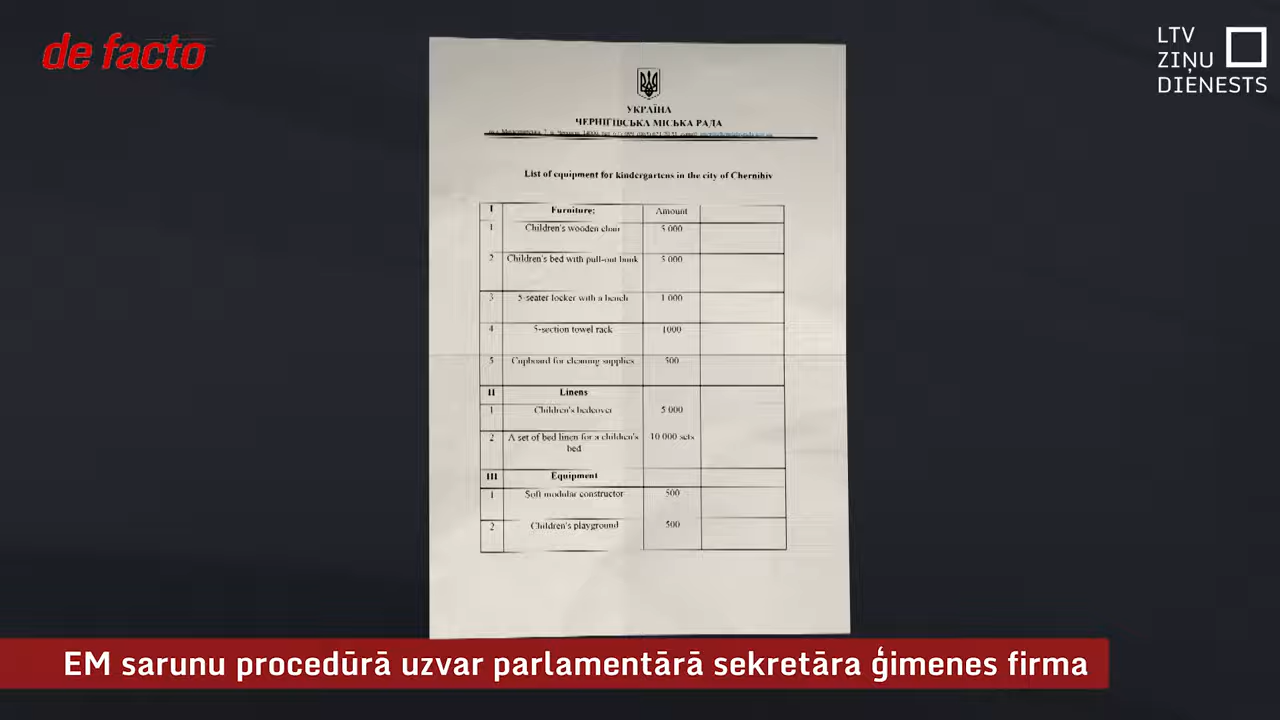 de facto
LTV
ZIŅU
DIENESTS
УКРАЇНА
ЧЕРНІГІВСЬКА МІСЬКА РАДА
List of equipment for kindergartens in the city of Chernihiv
I Furniture: Amount
1 Children's wooden chair 5 000
2 Children's bed with pull-out bunk 5 000
3 5-seater locker with a bench 1 000
4 5-section towel rack 1000
5 Cupboard for cleaning supplies 500
II Linens
1 Children's bedcover 5 000
2 A set of bed linen for a children's 10 000 sets
bed
III Equipment
1 Soft modular constructor 500
2 Children's playground 500
EM sarunu procedūrā uzvar parlamentārā sekretāra ģimenes firma